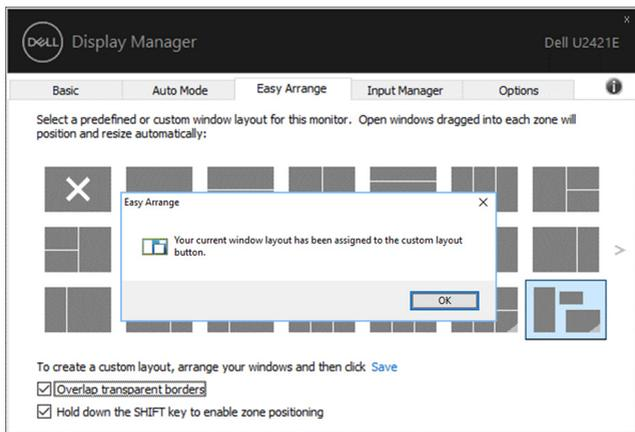 DELL Display Manager
x
Dell U2421E
Basic Auto Mode Easy Arrange Input Manager Options
Select a predefined or custom window layout for this monitor. Open windows dragged into each zone will
position and resize automatically:
Easy Arrange
Your current window layout has been assigned to the custom layout
button.
OK
To create a custom layout, arrange your windows and then click Save
Overlap transparent borders
Hold down the SHIFT key to enable zone positioning